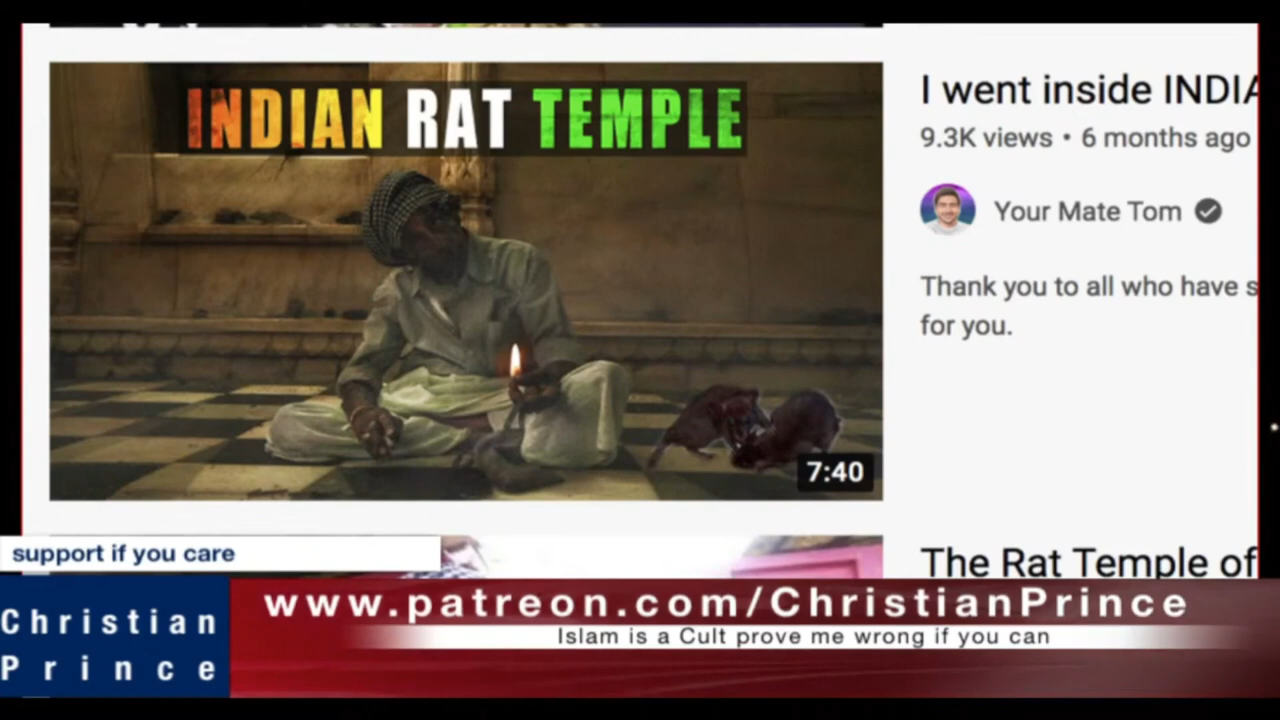 INDIAN RAT TEMPLE
7:40
I went inside INDIA
9.3K views • 6 months ago
Your Mate Tom
Thank you to all who have s
for you.
The Rat Temple of
support if you care
Christian
Prince
www.patreon.com/ChristianPrince
Islam is a Cult prove me wrong if you can